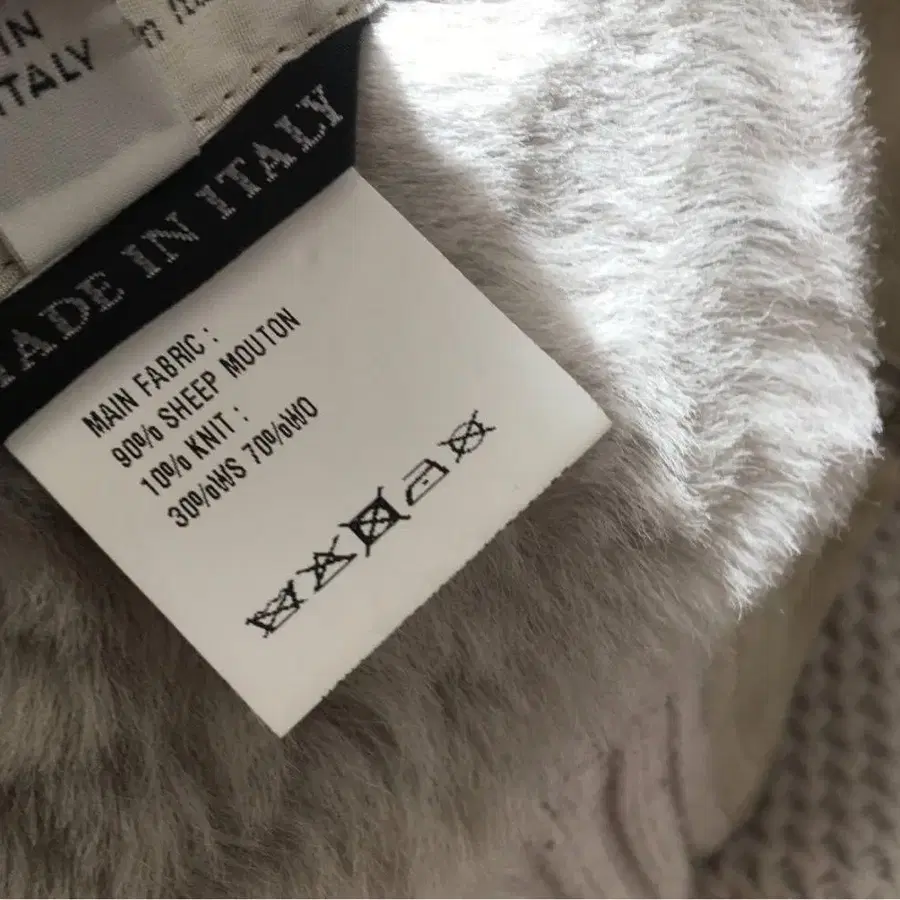 IN
ITALY
MADE IN ITALY
MAIN FABRIC :
90% SHEEP MOUTON
10% KNIT :
30%WS 70%WO